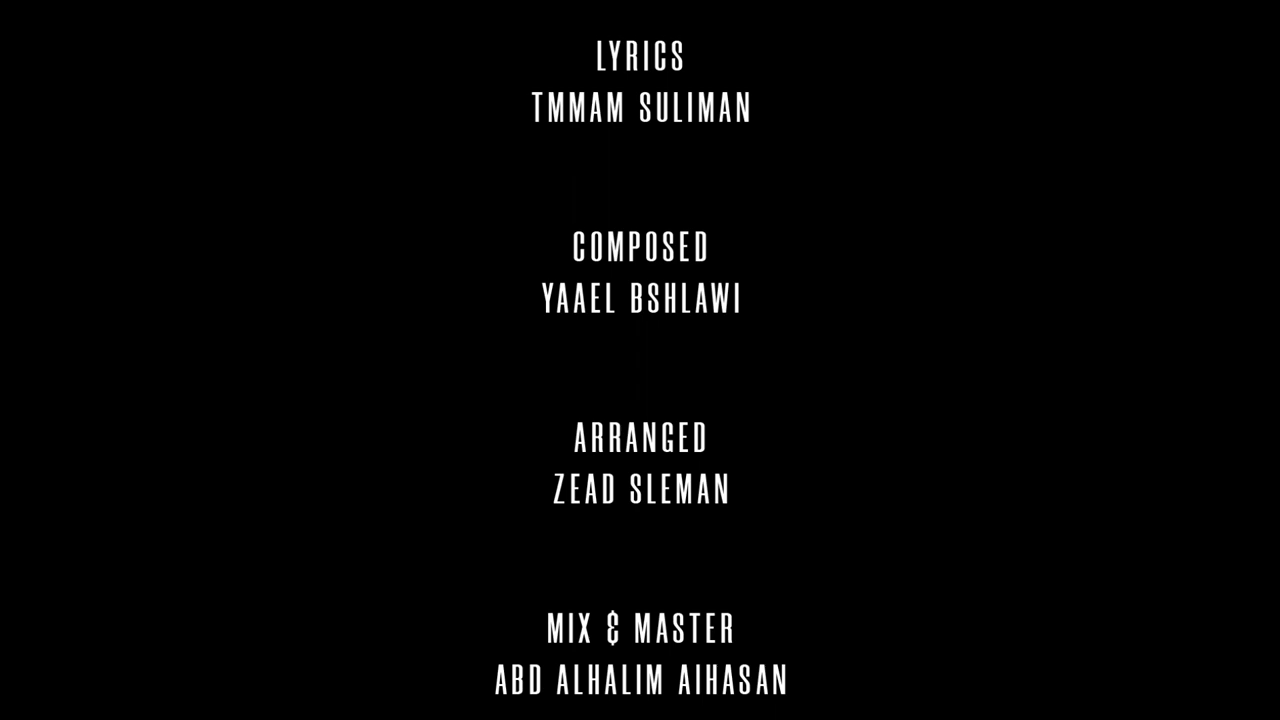 LYRICS
TMMAM SULIMAN
COMPOSED
YAAEL BSHLAWI
ARRANGED
ZEAD SLEMAN
MIX & MASTER
ABD ALHALIM AIHASAN